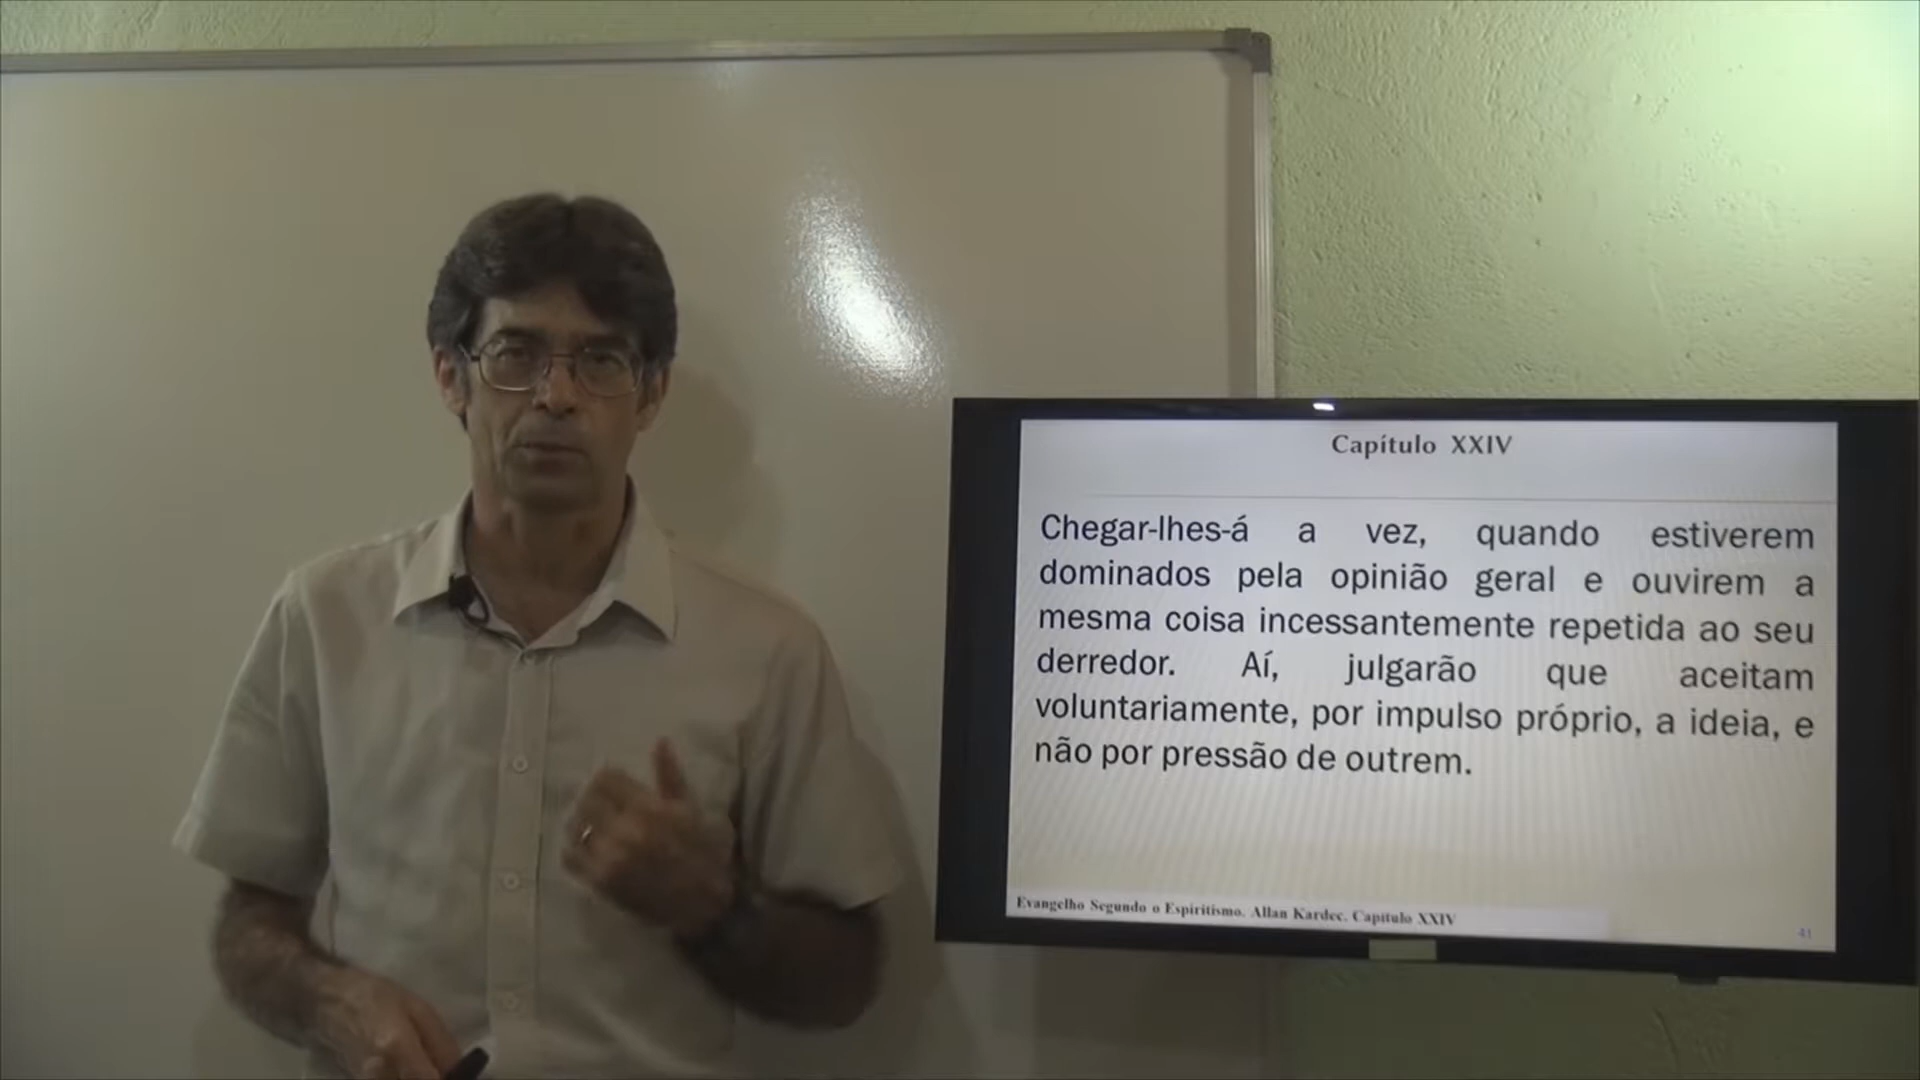 Capítulo XXIV
Chegar-lhes-á a vez, quando estiverem
dominados pela opinião geral e ouvirem a
mesma coisa incessantemente repetida ao seu
derredor. Aí, julgarão que aceitam
voluntariamente, por impulso próprio, a ideia, e
não por pressão de outrem.
Evangelho Segundo o Espiritismo. Allan Kardec. Capítulo XXIV
41